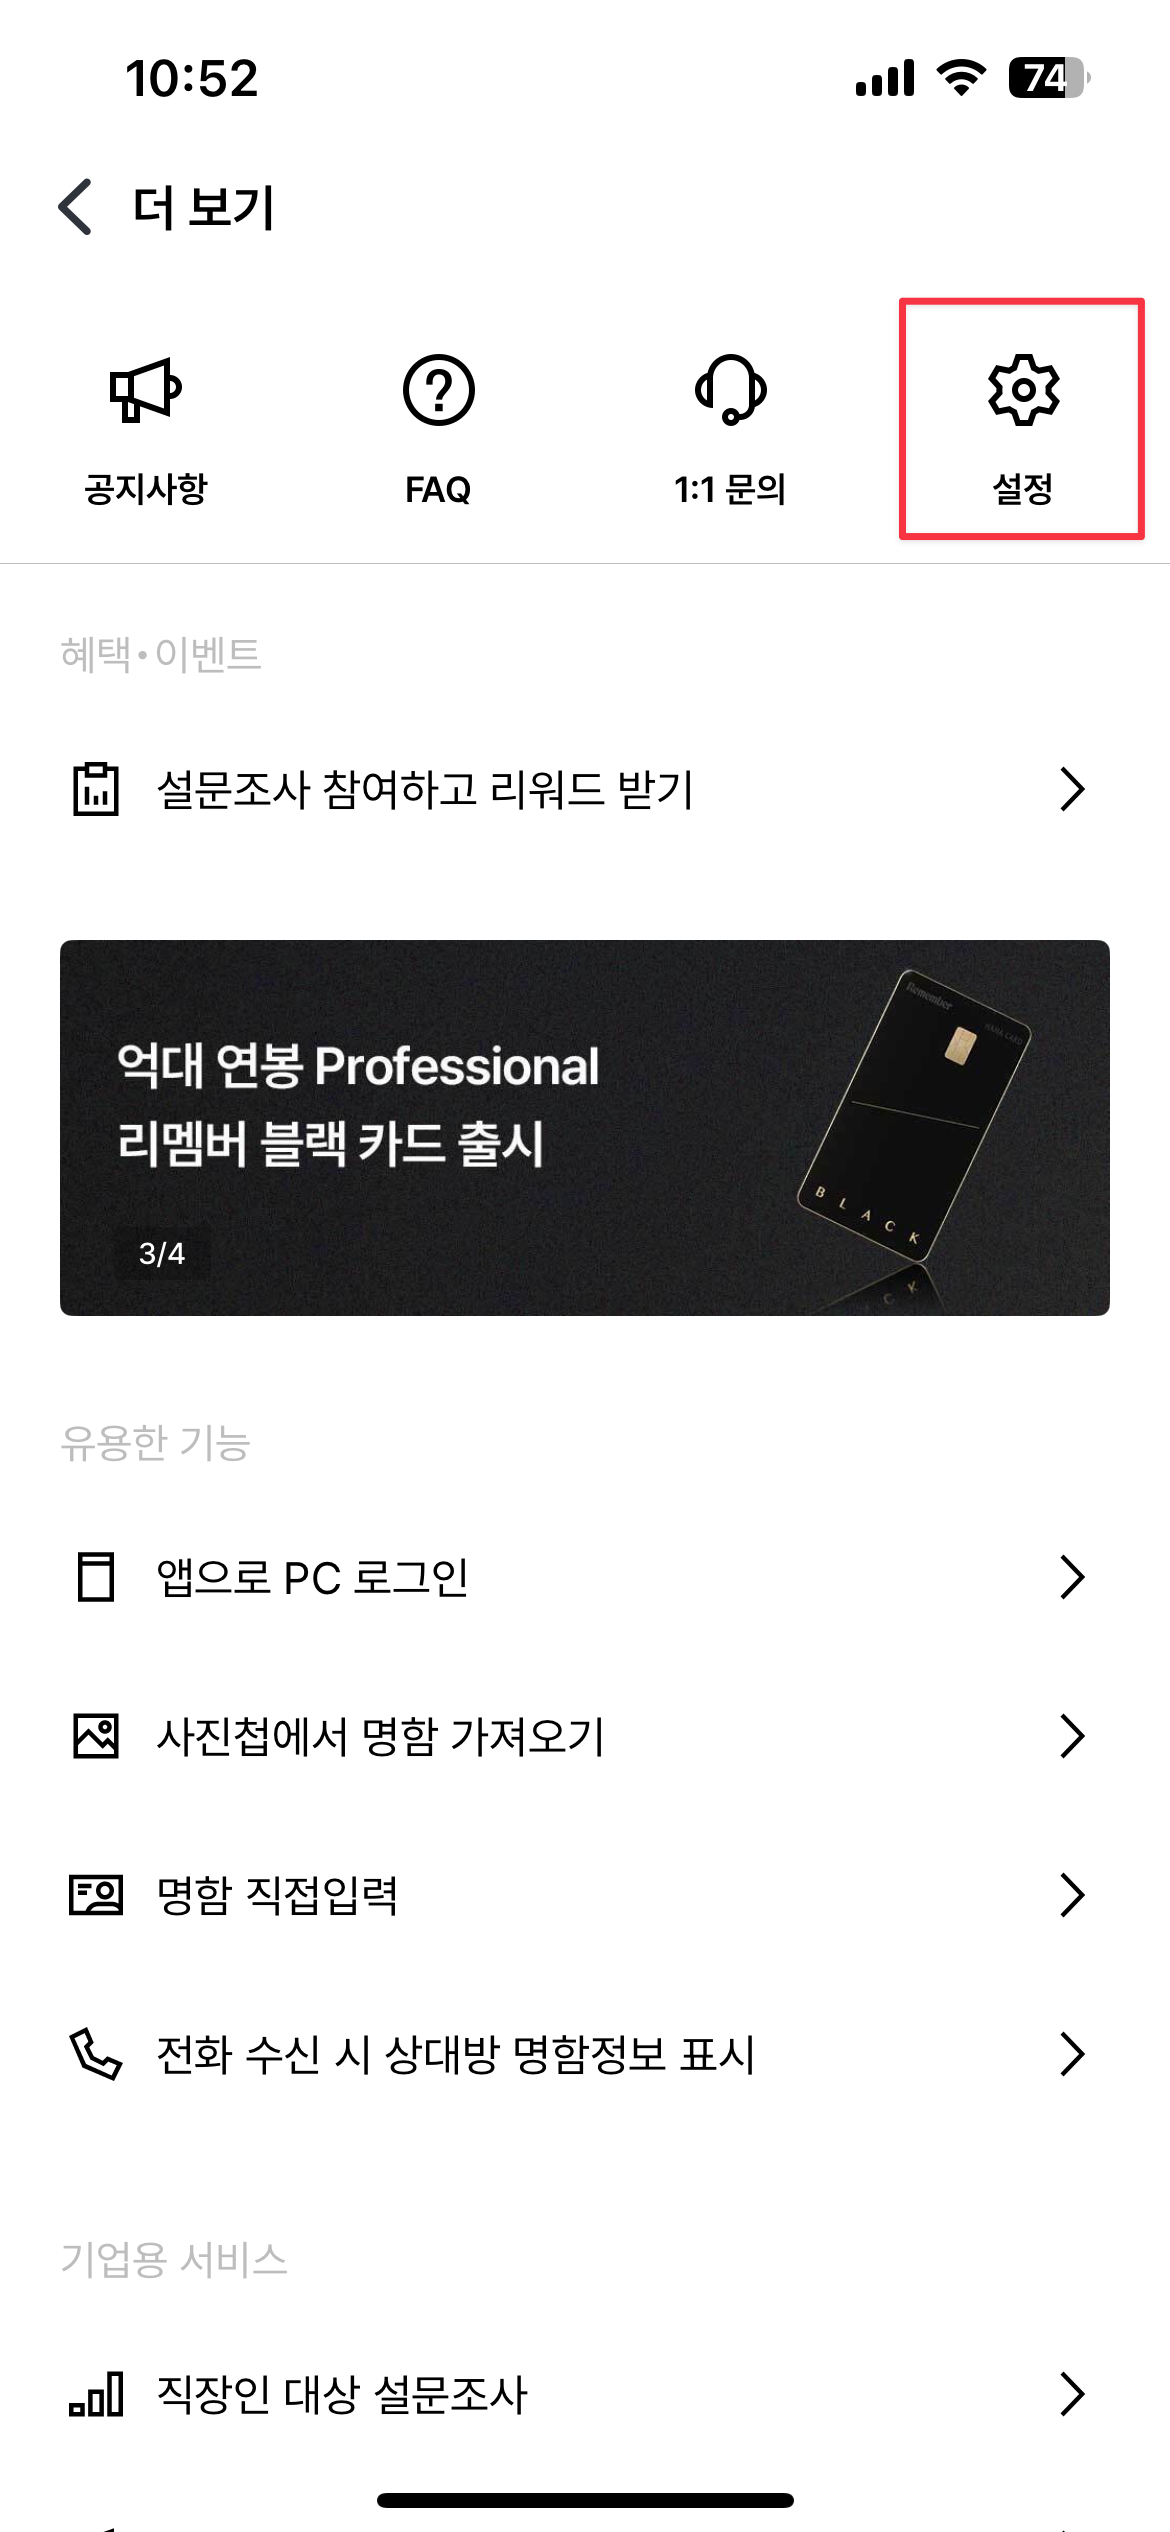 10:52
74
더 보기
공지사항
FAQ
1:1 문의
설정
혜택•이벤트
설문조사 참여하고 리워드 받기
억대 연봉 Professional
리멤버 블랙 카드 출시
Remember
HANA CARD
BLACK
3/4
유용한 기능
앱으로 PC 로그인
사진첩에서 명함 가져오기
명함 직접입력
전화 수신 시 상대방 명함정보 표시
기업용 서비스
직장인 대상 설문조사